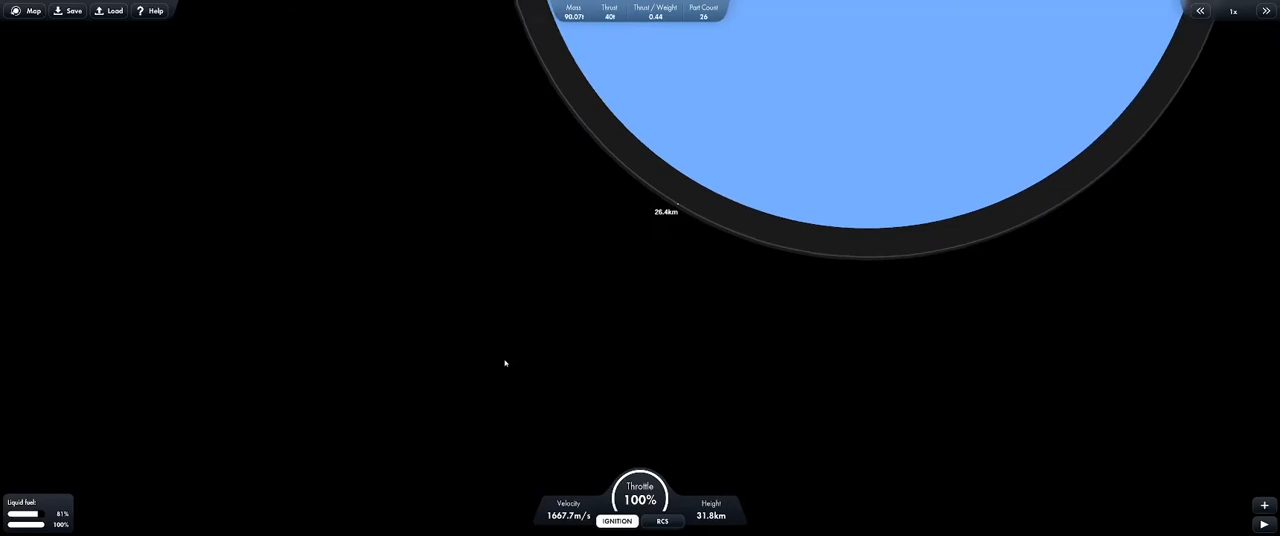 Map
Save
Load
Help
Mass
90.07t
Thrust
40t
Thrust / Weight
0.44
Part Count
26
1x
26.4km
Liquid fuel:
81%
100%
Throttle
100%
Velocity
1667.7m/s
IGNITION
RCS
Height
31.8km